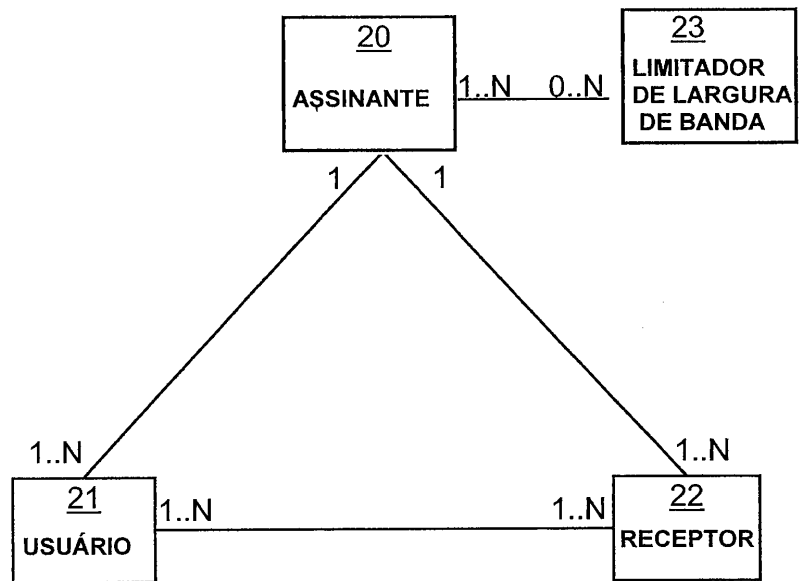 20
ASSINANTE
23
LIMITADOR
DE LARGURA
DE BANDA
1..N
0..N
1
1
1..N
1..N
21
USUÁRIO
1..N
1..N
22
RECEPTOR